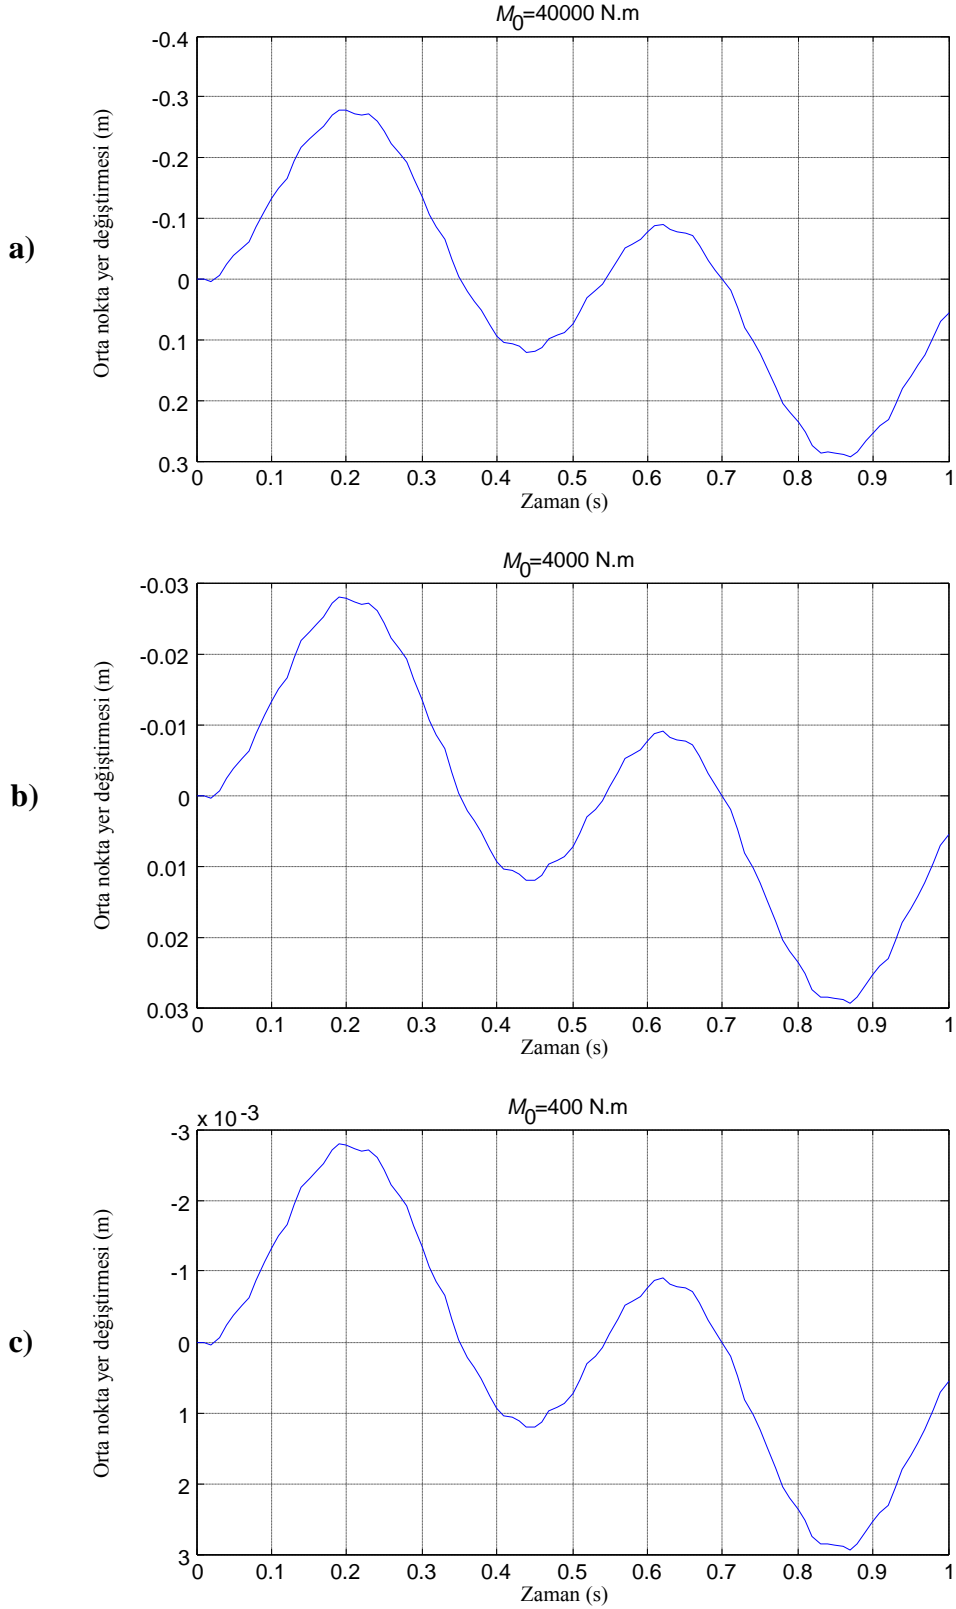 M0=40000 N.m
a)
Orta nokta yer değiştirmesi (m)
-0.4
-0.3
-0.2
-0.1
0
0.1
0.2
0.3
0 0.1 0.2 0.3 0.4 0.5 0.6 0.7 0.8 0.9 1
Zaman (s)
M0=4000 N.m
b)
Orta nokta yer değiştirmesi (m)
-0.03
-0.02
-0.01
0
0.01
0.02
0.03
0 0.1 0.2 0.3 0.4 0.5 0.6 0.7 0.8 0.9 1
Zaman (s)
x 10-3
M0=400 N.m
c)
Orta nokta yer değiştirmesi (m)
-3
-2
-1
0
1
2
3
0 0.1 0.2 0.3 0.4 0.5 0.6 0.7 0.8 0.9 1
Zaman (s)